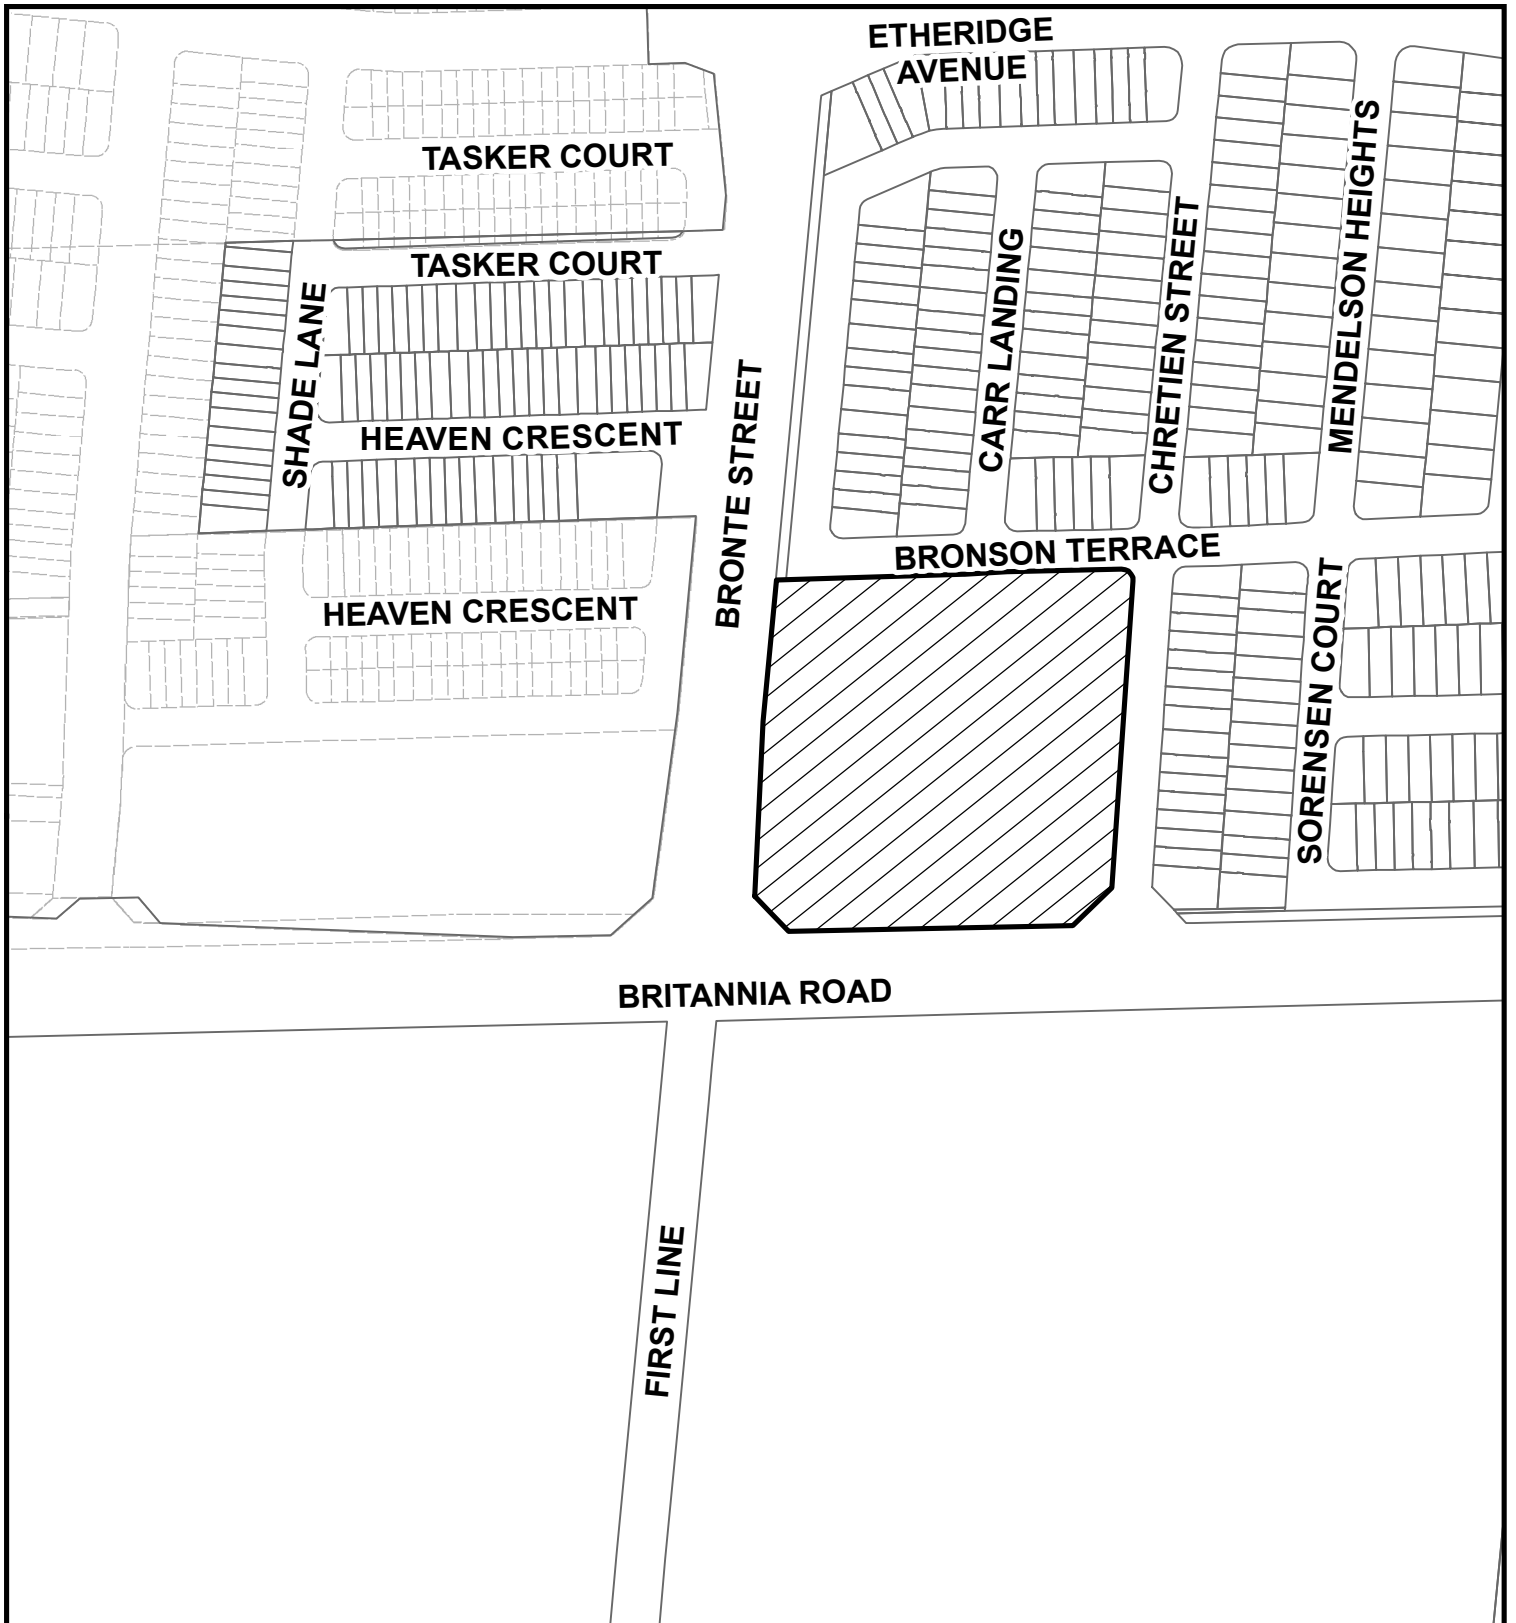 ETHERIDGE
AVENUE
TASKER COURT
TASKER COURT
SHADE LANE
HEAVEN CRESCENT
HEAVEN CRESCENT
BRONTE STREET
CARR LANDING
CHRETIEN STREET
MENDELSON HEIGHTS
BRONSON TERRACE
SORENSEN COURT
BRITANNIA ROAD
FIRST LINE